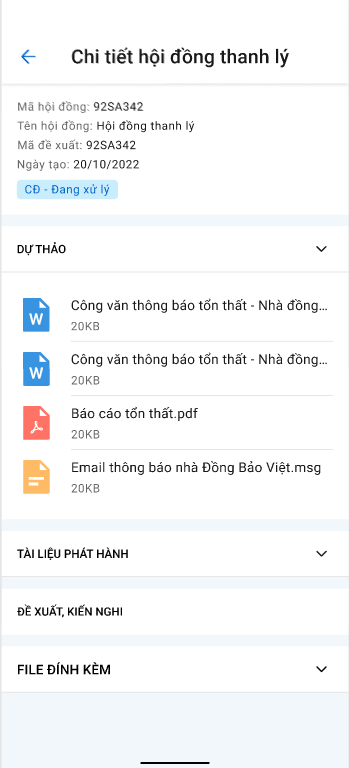 Chi tiết hội đồng thanh lý
Mã hội đồng: 92SA342
Tên hội đồng: Hội đồng thanh lý
Mã đề xuất: 92SA342
Ngày tạo: 20/10/2022
CĐ - Đang xử lý
DỰ THẢO
W
Công văn thông báo tổn thất - Nhà đồng...
20KB
W
Công văn thông báo tổn thất - Nhà đồng...
20KB
Báo cáo tổn thất.pdf
20KB
Email thông báo nhà Đồng Bảo Việt.msg
20KB
TÀI LIỆU PHÁT HÀNH
ĐỀ XUẤT, KIẾN NGHI
FILE ĐÍNH KÈM